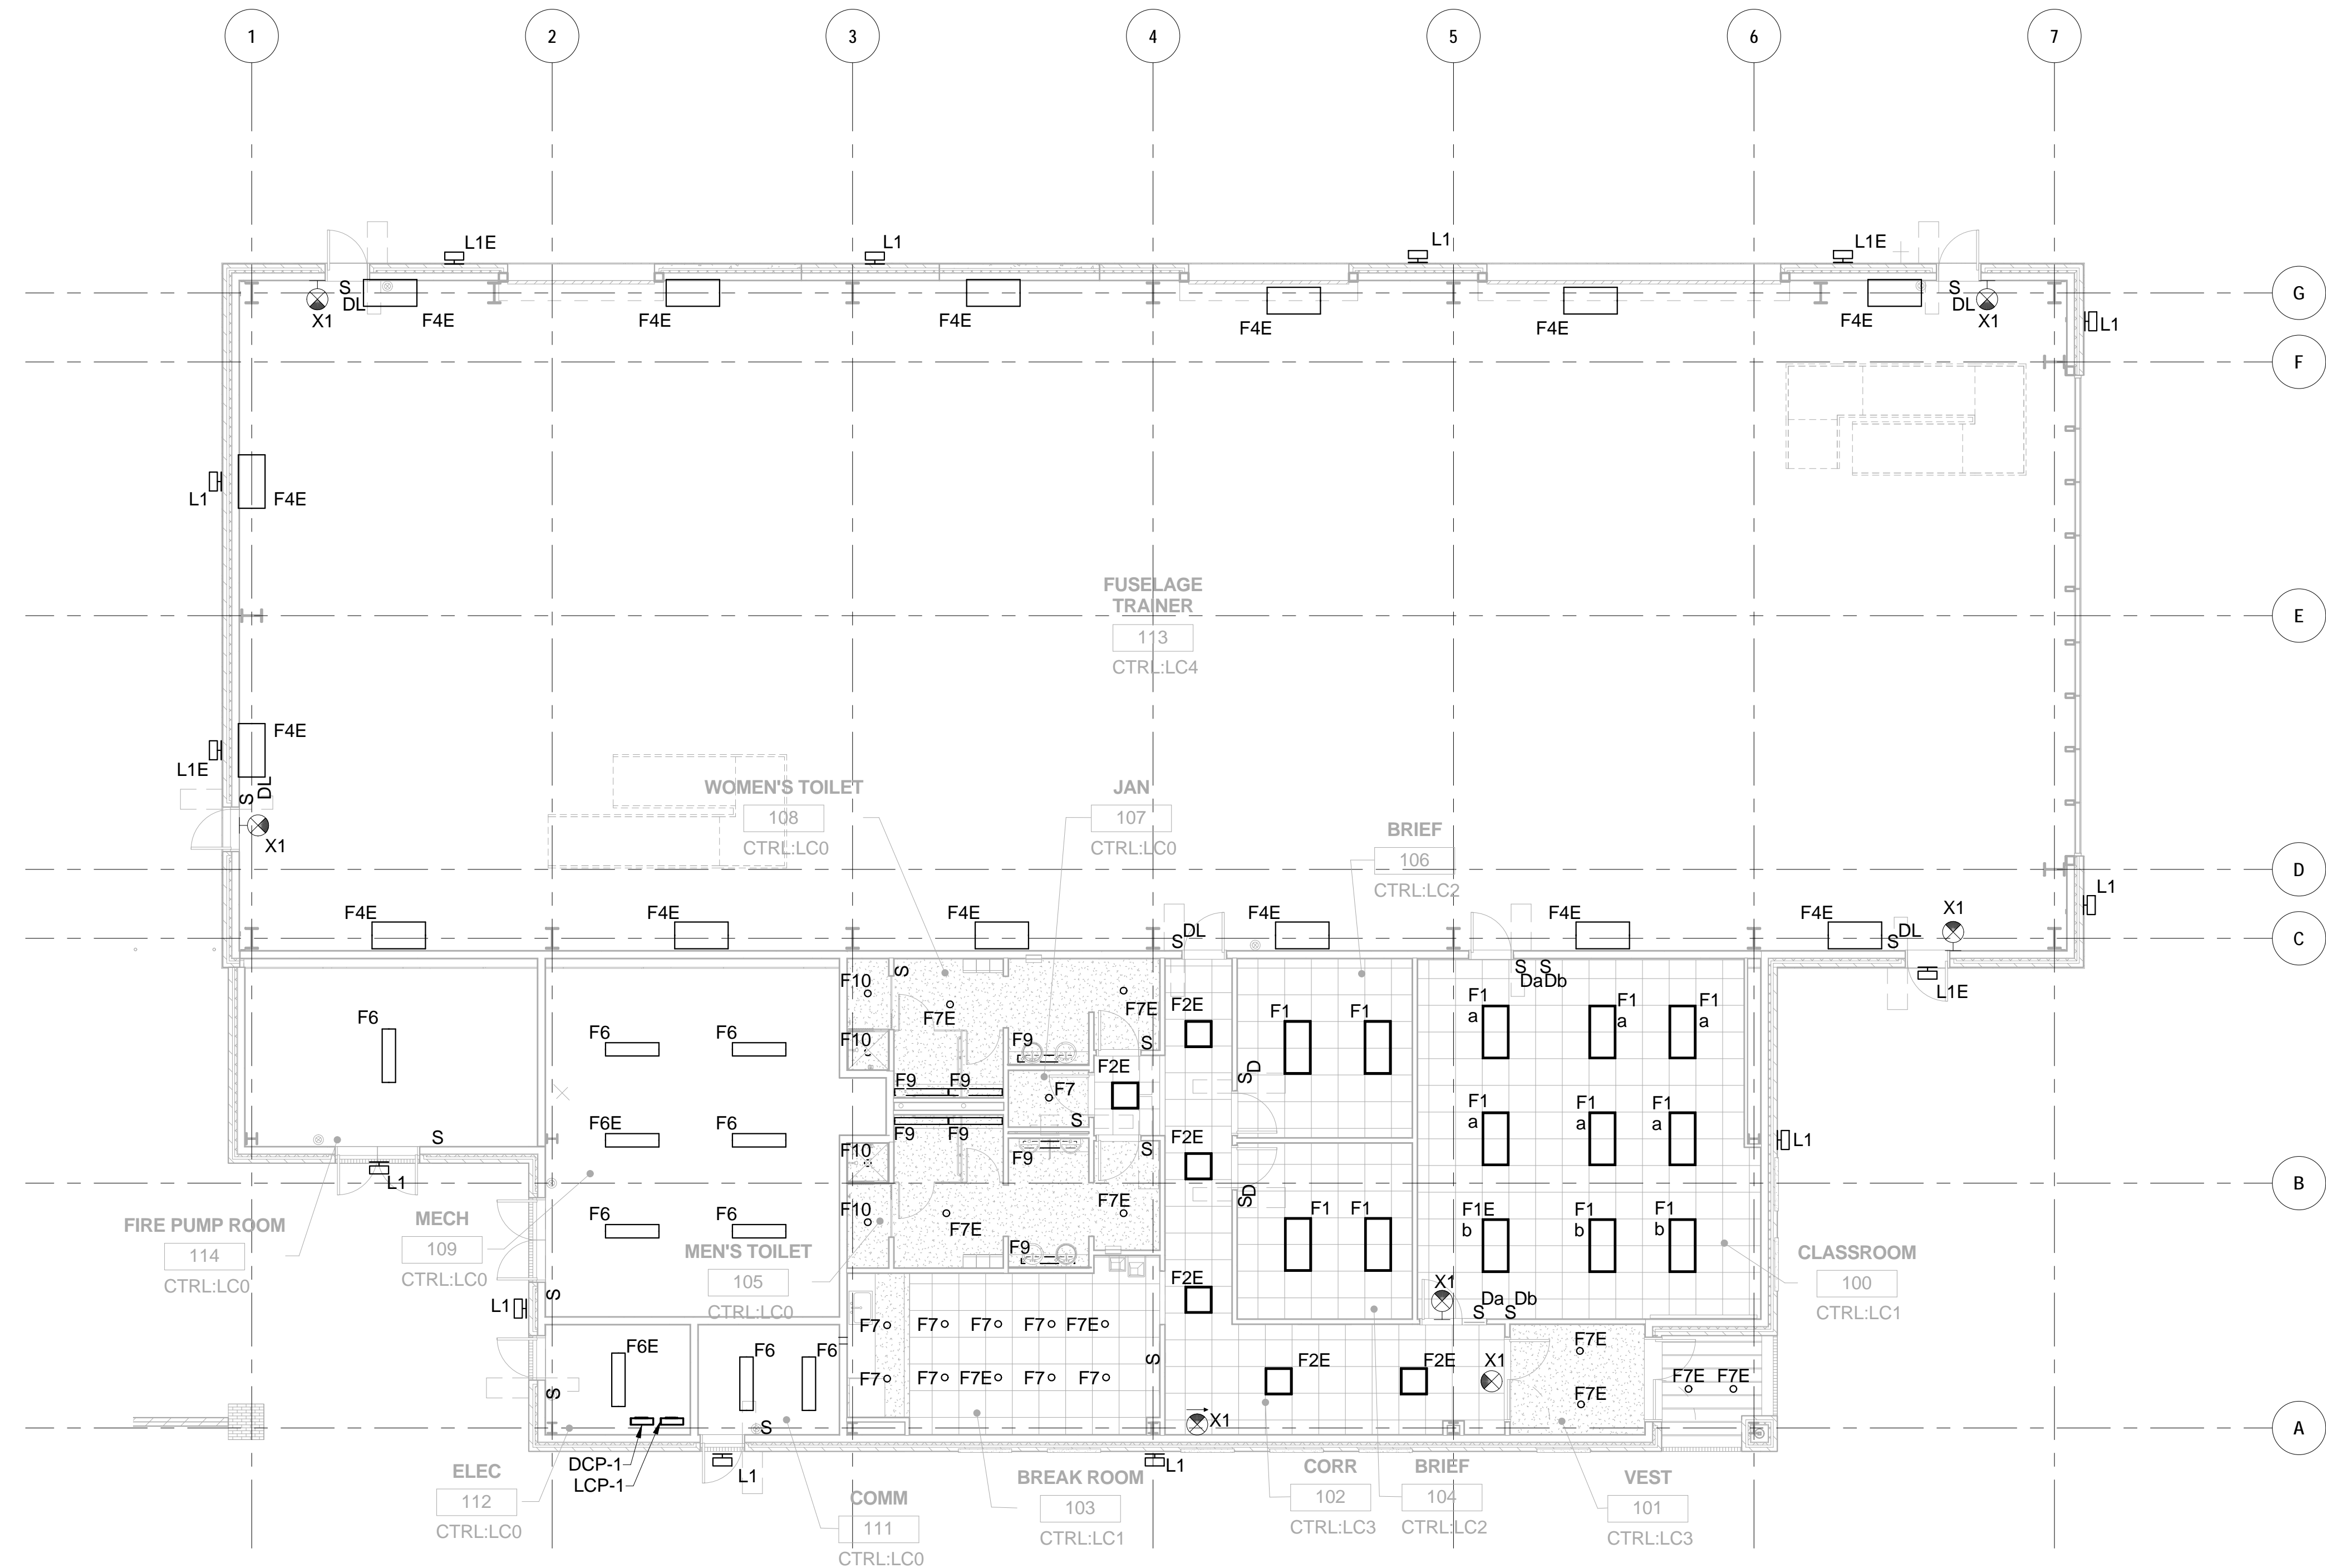 1 2 3 4 5 6 7
L1E L1 L1 L1E
S DL X1 F4E F4E F4E F4E F4E F4E S DL X1
G
L1
F
L1 F4E
FUSELAGE
TRAINER
E
113
CTRL:LC4
F4E
L1E
S DL
X1
WOMEN'S TOILET
108
CTRL:LC0
JAN
107
CTRL:LC0
BRIEF
106
CTRL:LC2
D
L1
F4E F4E F4E F4E F4E F4E
S DL S DL X1
C
F10 S S S
Da Db
L1E
F6 F7E F7E F2E F1 F1 F1 a F1 a F1 a
F6 F6 F10 F9 S
F9 F9 F7 F2E S D
S
F6E F6 F9 F9 F2E F1 a F1 a F1 a
S S L1
F10 F9
L1
B
S D
F6 F6 F10 F7E F7E F1 F1 F1E b F1 b F1 b
FIRE PUMP ROOM
114
CTRL:LC0
MECH
109
CTRL:LC0
MEN'S TOILET
105
CTRL:LC0
F9
F2E
X1
CLASSROOM
100
CTRL:LC1
L1 S
Da Db
S S
F7 F7 F7 F7 F7E
F6E F6 F6 S F2E F2E X1 F7E
F7 F7 F7E F7 F7 F7E F7E F7E
S
S X1
A
DCP-1
LCP-1
L1 L1
ELEC
112
CTRL:LC0
COMM
111
CTRL:LC0
BREAK ROOM
103
CTRL:LC1
CORR
102
CTRL:LC3
BRIEF
104
CTRL:LC2
VEST
101
CTRL:LC3